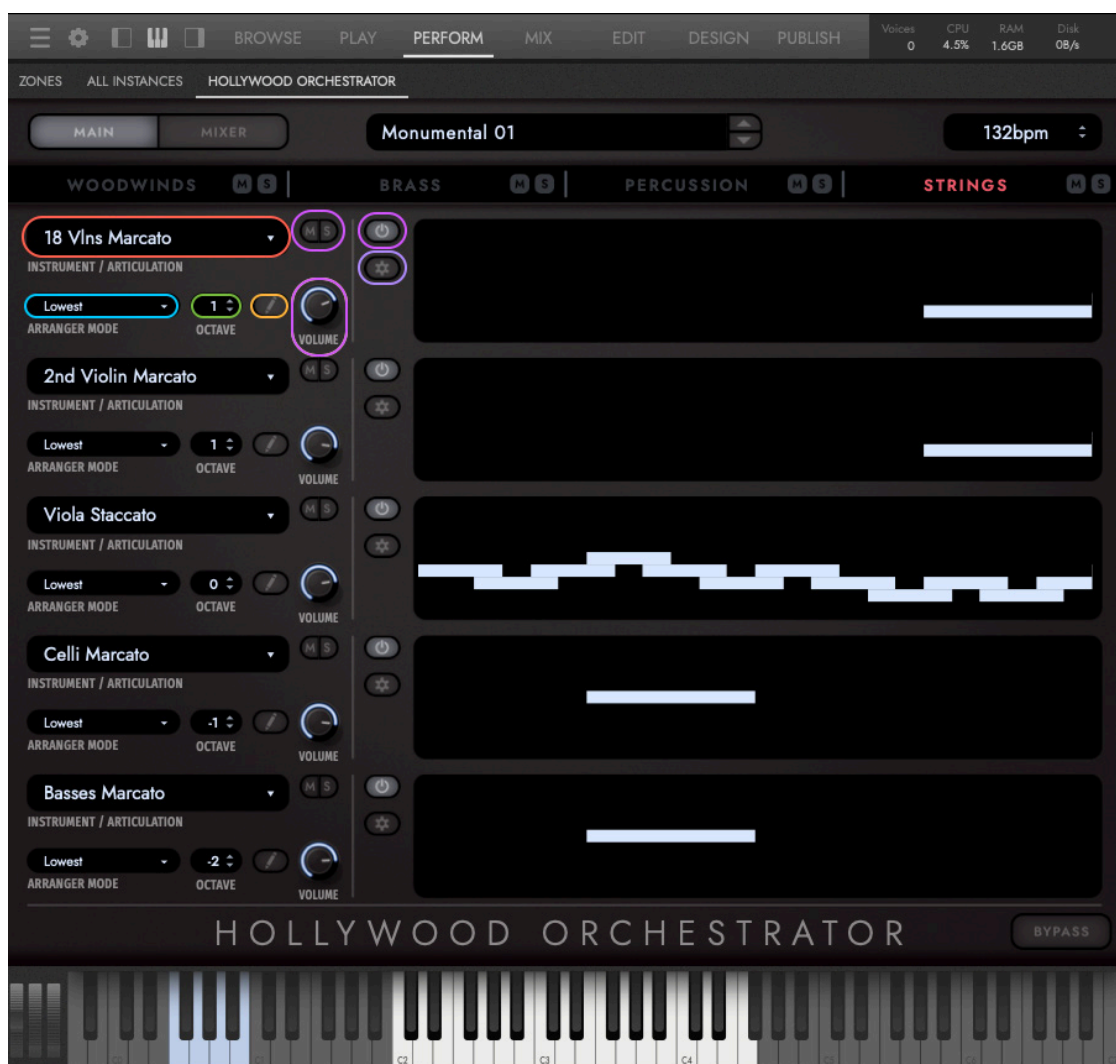 BROWSE PLAY PERFORM MIX EDIT DESIGN PUBLISH Voices CPU RAM Disk
0 4.5% 1.6GB 0B/s
ZONES ALL INSTANCES HOLLYWOOD ORCHESTRATOR
MAIN MIXER Monumental 01 132bpm
WOODWINDS M S BRASS M S PERCUSSION M S STRINGS M S
18 Vlns Marcato M S
INSTRUMENT / ARTICULATION
Lowest 1
ARRANGER MODE OCTAVE VOLUME
2nd Violin Marcato M S
INSTRUMENT / ARTICULATION
Lowest 1
ARRANGER MODE OCTAVE VOLUME
Viola Staccato M S
INSTRUMENT / ARTICULATION
Lowest 0
ARRANGER MODE OCTAVE VOLUME
Celli Marcato M S
INSTRUMENT / ARTICULATION
Lowest -1
ARRANGER MODE OCTAVE VOLUME
Basses Marcato M S
INSTRUMENT / ARTICULATION
Lowest -2
ARRANGER MODE OCTAVE VOLUME
HOLLYWOOD ORCHESTRATOR BYPASS
C1 C2 C3 C4 C5